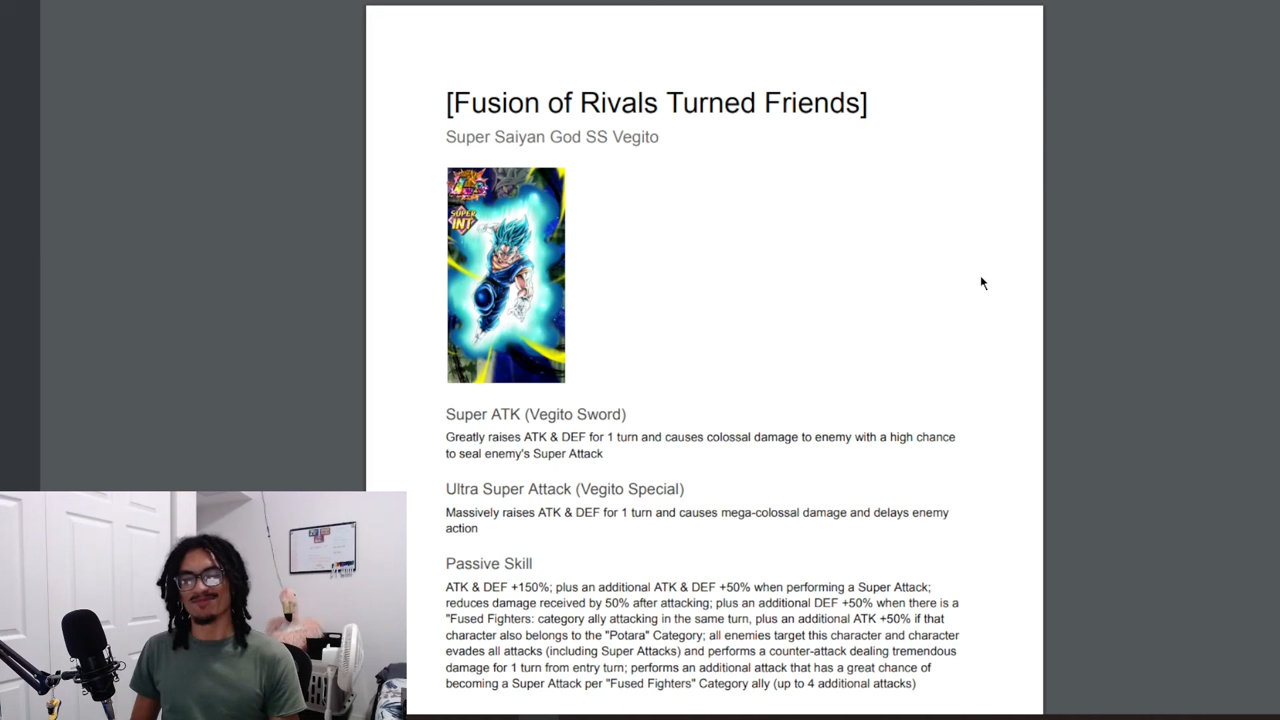 [Fusion of Rivals Turned Friends]
Super Saiyan God SS Vegito
SUPER
INT
Super ATK (Vegito Sword)
Greatly raises ATK & DEF for 1 turn and causes colossal damage to enemy with a high chance
to seal enemy's Super Attack
Ultra Super Attack (Vegito Special)
Massively raises ATK & DEF for 1 turn and causes mega-colossal damage and delays enemy
action
Passive Skill
ATK & DEF +150%; plus an additional ATK & DEF +50% when performing a Super Attack;
reduces damage received by 50% after attacking; plus an additional DEF +50% when there is a
"Fused Fighters: category ally attacking in the same turn, plus an additional ATK +50% if that
character also belongs to the "Potara" Category; all enemies target this character and character
evades all attacks (including Super Attacks) and performs a counter-attack dealing tremendous
damage for 1 turn from entry turn; performs an additional attack that has a great chance of
becoming a Super Attack per "Fused Fighters" Category ally (up to 4 additional attacks)